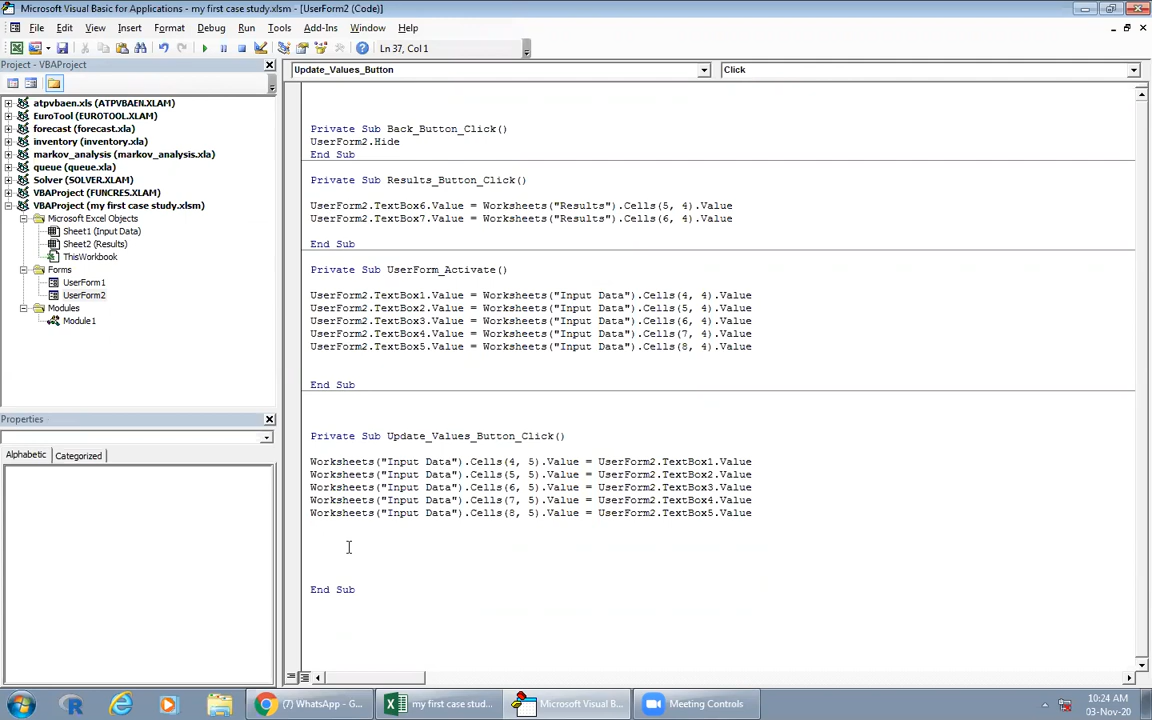 Microsoft Visual Basic for Applications - my first case study.xlsm - [UserForm2 (Code)]
File Edit View Insert Format Debug Run Tools Add-Ins Window Help
Ln 37, Col 1
Project - VBAProject
Update_Values_Button
Click
atpvbaen.xls (ATPVBAEN.XLAM)
EuroTool (EUROTOOL.XLAM)
forecast (forecast.xla)
inventory (inventory.xla)
markov_analysis (markov_analysis.xla)
queue (queue.xla)
Solver (SOLVER.XLAM)
VBAProject (FUNCRES.XLAM)
VBAProject (my first case study.xlsm)
Microsoft Excel Objects
Sheet1 (Input Data)
Sheet2 (Results)
ThisWorkbook
Forms
UserForm1
UserForm2
Modules
Module1
Properties
Alphabetic Categorized
Private Sub Back_Button_Click()
UserForm2.Hide
End Sub
Private Sub Results_Button_Click()
UserForm2.TextBox6.Value = Worksheets("Results").Cells(5, 4).Value
UserForm2.TextBox7.Value = Worksheets("Results").Cells(6, 4).Value
End Sub
Private Sub UserForm_Activate()
UserForm2.TextBox1.Value = Worksheets("Input Data").Cells(4, 4).Value
UserForm2.TextBox2.Value = Worksheets("Input Data").Cells(5, 4).Value
UserForm2.TextBox3.Value = Worksheets("Input Data").Cells(6, 4).Value
UserForm2.TextBox4.Value = Worksheets("Input Data").Cells(7, 4).Value
UserForm2.TextBox5.Value = Worksheets("Input Data").Cells(8, 4).Value
End Sub
Private Sub Update_Values_Button_Click()
Worksheets("Input Data").Cells(4, 5).Value = UserForm2.TextBox1.Value
Worksheets("Input Data").Cells(5, 5).Value = UserForm2.TextBox2.Value
Worksheets("Input Data").Cells(6, 5).Value = UserForm2.TextBox3.Value
Worksheets("Input Data").Cells(7, 5).Value = UserForm2.TextBox4.Value
Worksheets("Input Data").Cells(8, 5).Value = UserForm2.TextBox5.Value
End Sub
(7) WhatsApp - G...
my first case stud...
Microsoft Visual B...
Meeting Controls
10:24 AM
03-Nov-20